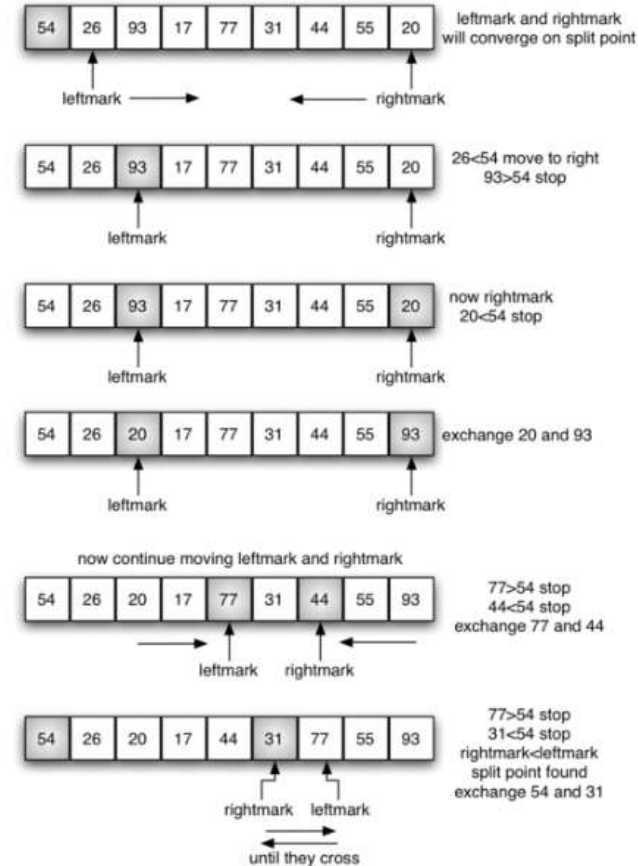 54 26 93 17 77 31 44 55 20
leftmark and rightmark
will converge on split point
leftmark rightmark
54 26 93 17 77 31 44 55 20
26<54 move to right
93>54 stop
leftmark rightmark
54 26 93 17 77 31 44 55 20
now rightmark
20<54 stop
leftmark rightmark
54 26 20 17 77 31 44 55 93
exchange 20 and 93
leftmark rightmark
now continue moving leftmark and rightmark
54 26 20 17 77 31 44 55 93
77>54 stop
44<54 stop
exchange 77 and 44
leftmark rightmark
54 26 20 17 44 31 77 55 93
77>54 stop
31<54 stop
rightmark<leftmark
split point found
exchange 54 and 31
rightmark leftmark
until they cross